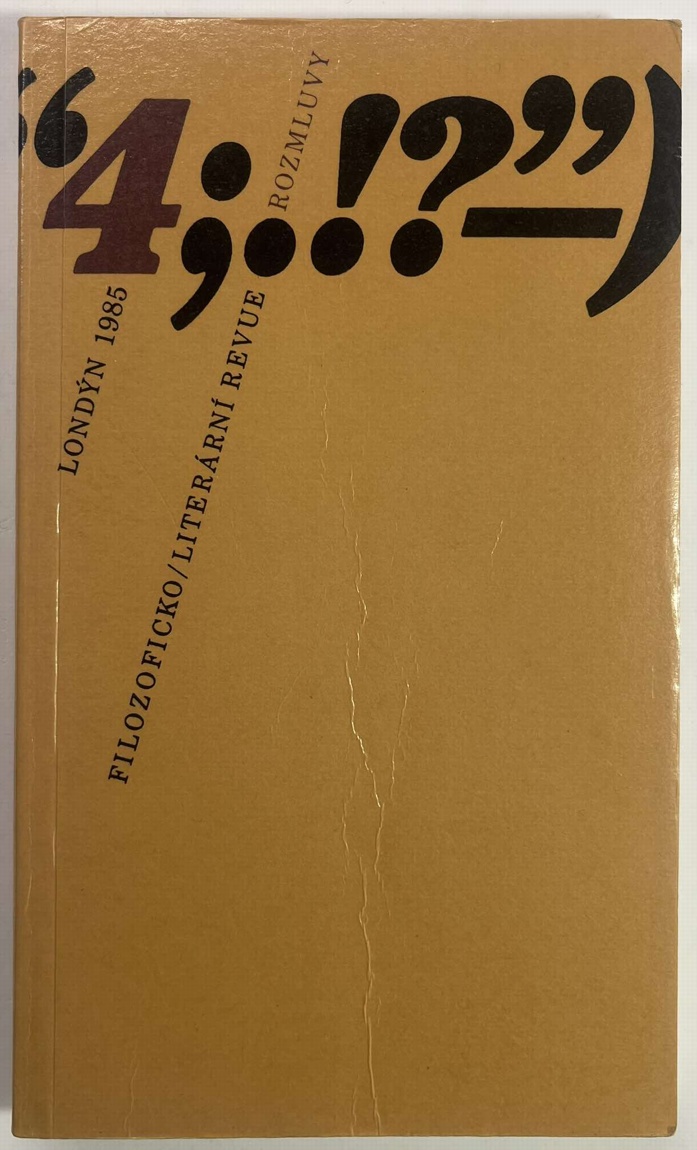 “4;.!?”—)
ROZMLUVY
LONDÝN 1985
FILOZOFICKO/LITERÁRNÍ REVUE